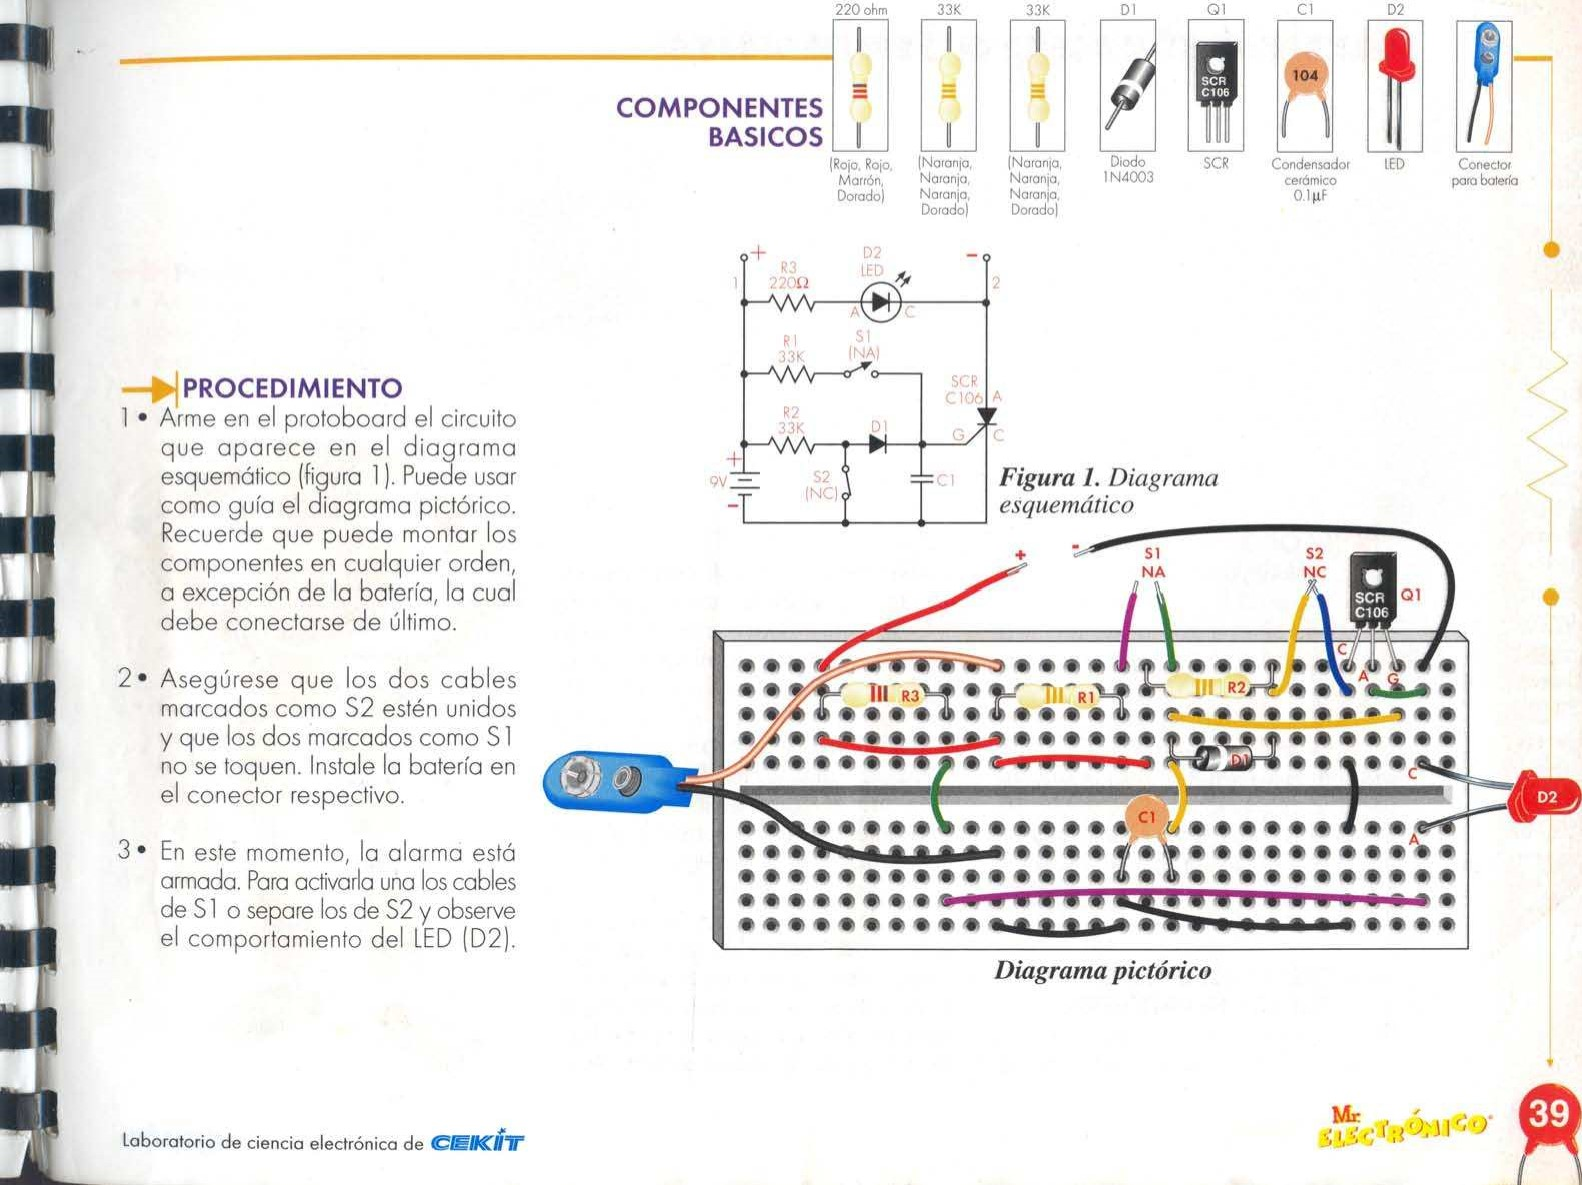 220 ohm
33K
33K
D1
Q1
C1
D2
COMPONENTES
BASICOS
SCR
C106
104
(Rojo, Rojo,
Marrón,
Dorado)
(Naranja,
Naranja,
Naranja,
Dorado)
(Naranja,
Naranja,
Naranja,
Dorado)
Diodo
1N4003
SCR
Condensador
cerámico
0.1µF
LED
Conector
para batería
+
D2
LED
-
R3
220Ω
1
2
A
C
R1
33K
S1
(NA)
SCR
C106
A
R2
33K
D1
G
C
+
9V
-
S2
(NC)
C1
Figura 1. Diagrama
esquemático
PROCEDIMIENTO
1• Arme en el protoboard el circuito
que aparece en el diagrama
esquemático (figura 1). Puede usar
como guía el diagrama pictórico.
Recuerde que puede montar los
componentes en cualquier orden,
a excepción de la batería, la cual
debe conectarse de último.
2• Asegúrese que los dos cables
marcados como S2 estén unidos
y que los dos marcados como S1
no se toquen. Instale la batería en
el conector respectivo.
3• En este momento, la alarma está
armada. Para activarla una los cables
de S1 o separe los de S2 y observe
el comportamiento del LED (D2).
+
-
S1
NA
S2
NC
SCR
C106
Q1
C
A
G
R3
R1
R2
D1
C
D2
C1
A
Diagrama pictórico
Laboratorio de ciencia electrónica de CEKIT
Mr.
ELECTRÓNICO
39